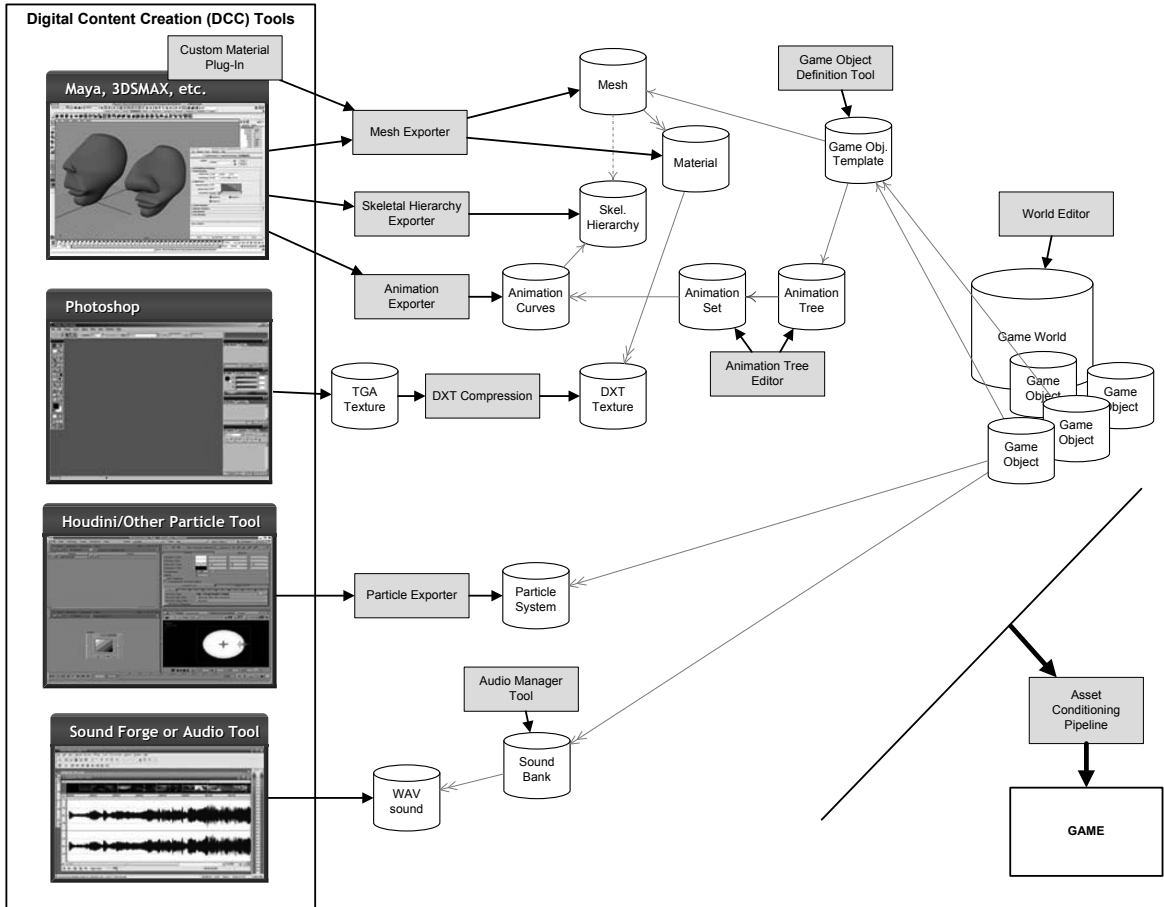 Digital Content Creation (DCC) Tools
Custom Material
Plug-In
Maya, 3DSMAX, etc.
Mesh Exporter
Mesh
Material
Game Object
Definition Tool
Game Obj.
Template
Skeletal Hierarchy
Exporter
Skel.
Hierarchy
World Editor
Animation
Exporter
Animation
Curves
Animation
Set
Animation
Tree
Game World
Photoshop
Animation Tree
Editor
TGA
Texture
DXT Compression
DXT
Texture
Game
Object
Game
Object
Game
Object
Game
Object
Houdini/Other Particle Tool
Particle Exporter
Particle
System
Audio Manager
Tool
Asset
Conditioning
Pipeline
Sound Forge or Audio Tool
Sound
Bank
WAV
sound
GAME